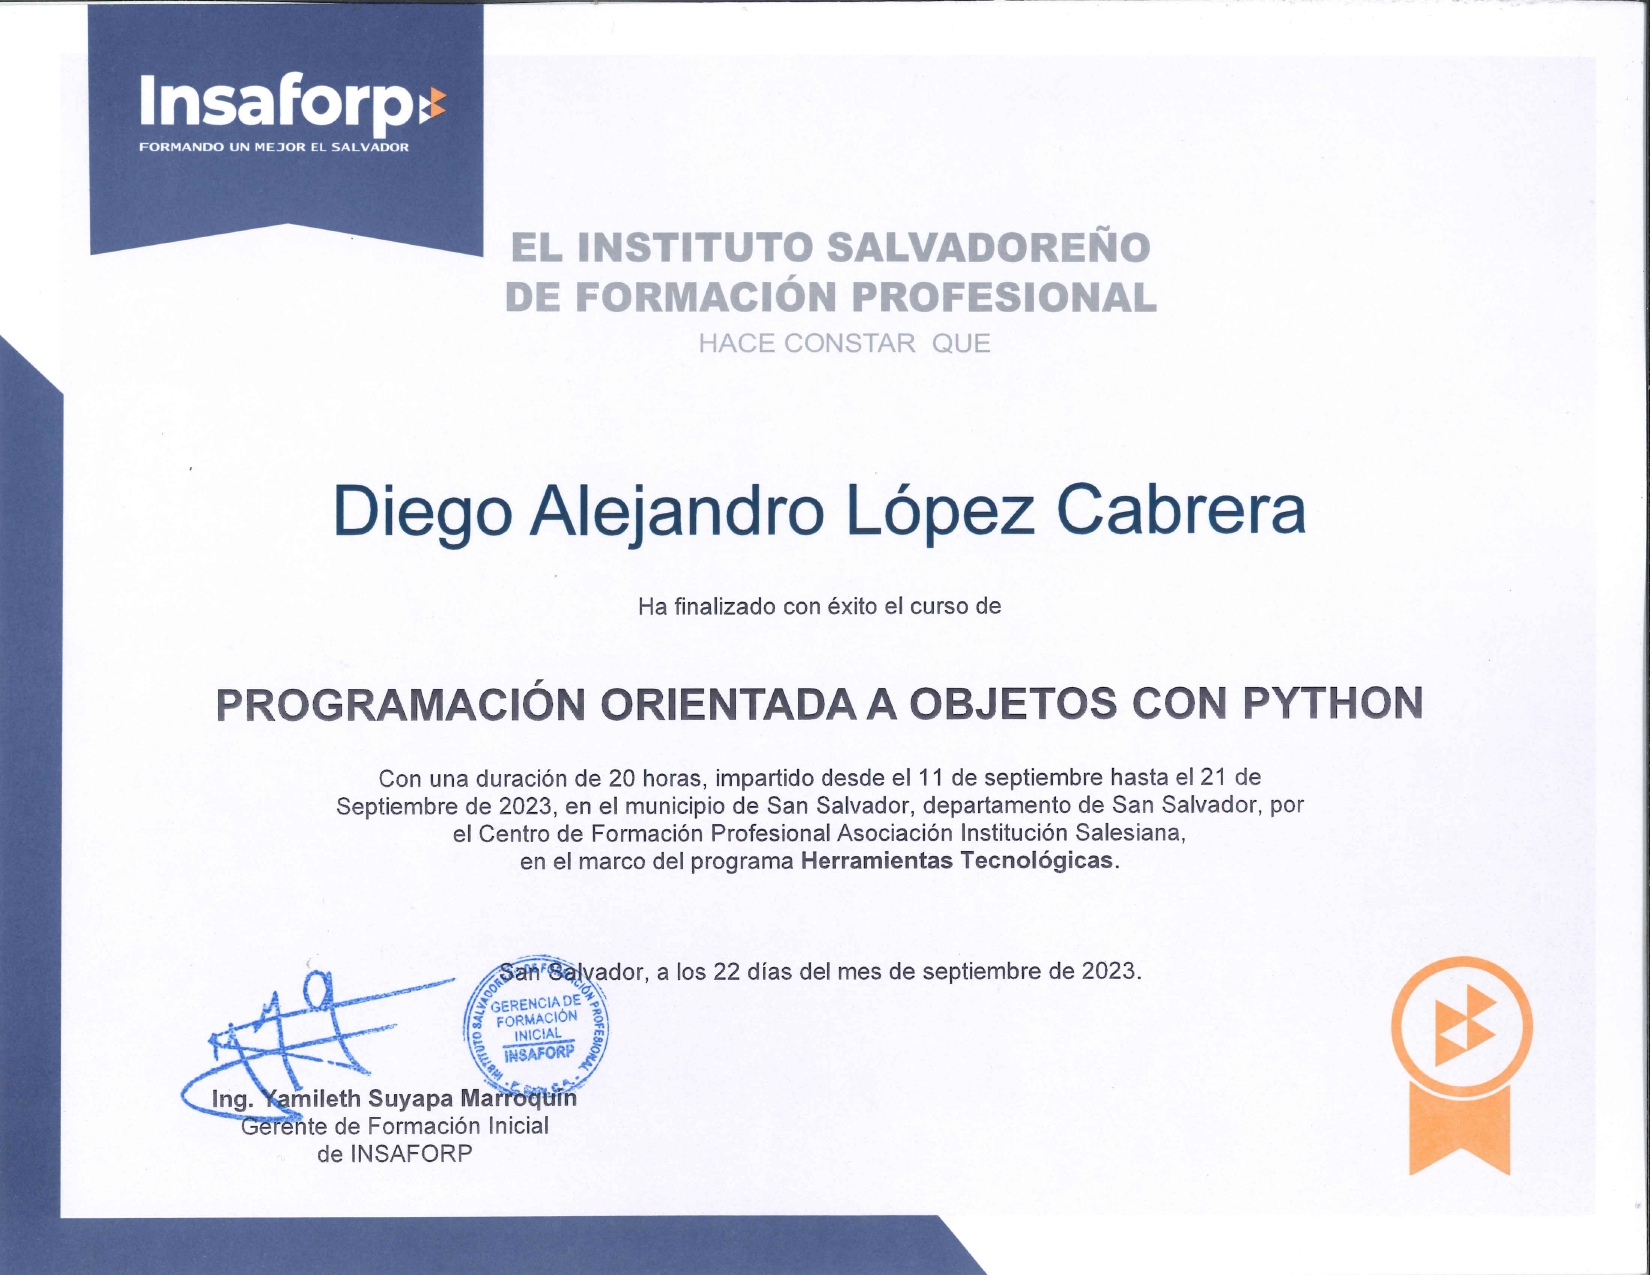 Insaforp
FORMANDO UN MEJOR EL SALVADOR
EL INSTITUTO SALVADOREÑO
DE FORMACIÓN PROFESIONAL
HACE CONSTAR QUE
Diego Alejandro López Cabrera
Ha finalizado con éxito el curso de
PROGRAMACIÓN ORIENTADA A OBJETOS CON PYTHON
Con una duración de 20 horas, impartido desde el 11 de septiembre hasta el 21 de
Septiembre de 2023, en el municipio de San Salvador, departamento de San Salvador, por
el Centro de Formación Profesional Asociación Institución Salesiana,
en el marco del programa Herramientas Tecnológicas.
San Salvador, a los 22 días del mes de septiembre de 2023.
INSTITUTO SALVADOREÑO DE FORMACIÓN PROFESIONAL
GERENCIA DE
FORMACIÓN
INICIAL
INSAFORP
Ing. Yamileth Suyapa Marroquín
Gerente de Formación Inicial
de INSAFORP